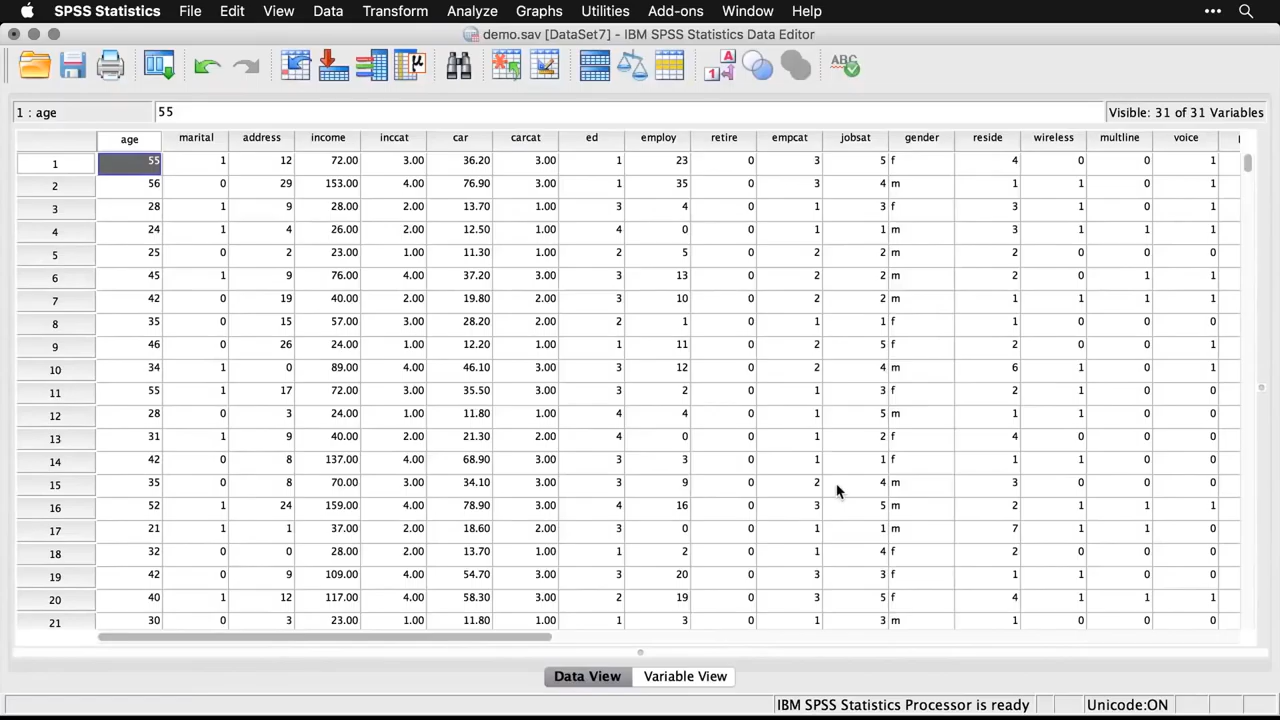 SPSS Statistics File Edit View Data Transform Analyze Graphs Utilities Add-ons Window Help
demo.sav [DataSet7] - IBM SPSS Statistics Data Editor
A
1 4
μ
ABC
1 : age 55 Visible: 31 of 31 Variables
age marital address income inccat car carcat ed employ retire empcat jobsat gender reside wireless multline voice
1 55 1 12 72.00 3.00 36.20 3.00 1 23 0 3 5 f 4 0 0 1
2 56 0 29 153.00 4.00 76.90 3.00 1 35 0 3 4 m 1 1 0 1
3 28 1 9 28.00 2.00 13.70 1.00 3 4 0 1 3 f 3 1 0 1
4 24 1 4 26.00 2.00 12.50 1.00 4 0 0 1 1 m 3 1 1 1
5 25 0 2 23.00 1.00 11.30 1.00 2 5 0 2 2 m 2 0 0 0
6 45 1 9 76.00 4.00 37.20 3.00 3 13 0 2 2 m 2 0 1 1
7 42 0 19 40.00 2.00 19.80 2.00 3 10 0 2 2 m 1 1 1 1
8 35 0 15 57.00 3.00 28.20 2.00 2 1 0 1 1 f 1 0 0 0
9 46 0 26 24.00 1.00 12.20 1.00 1 11 0 2 5 f 2 0 0 1
10 34 1 0 89.00 4.00 46.10 3.00 3 12 0 2 4 m 6 1 0 1
11 55 1 17 72.00 3.00 35.50 3.00 3 2 0 1 3 f 2 1 0 0
12 28 0 3 24.00 1.00 11.80 1.00 4 4 0 1 5 m 1 1 0 0
13 31 1 9 40.00 2.00 21.30 2.00 4 0 0 1 2 f 4 0 0 0
14 42 0 8 137.00 4.00 68.90 3.00 3 3 0 1 1 f 1 1 0 0
15 35 0 8 70.00 3.00 34.10 3.00 3 9 0 2 4 m 3 0 0 0
16 52 1 24 159.00 4.00 78.90 3.00 4 16 0 3 5 m 2 1 1 1
17 21 1 1 37.00 2.00 18.60 2.00 3 0 0 1 1 m 7 1 1 0
18 32 0 0 28.00 2.00 13.70 1.00 1 2 0 1 4 f 2 0 0 0
19 42 0 9 109.00 4.00 54.70 3.00 3 20 0 3 3 f 1 1 0 0
20 40 1 12 117.00 4.00 58.30 3.00 2 19 0 3 5 f 4 1 1 1
21 30 0 3 23.00 1.00 11.80 1.00 1 3 0 1 3 m 1 0 0 0
Data View Variable View
IBM SPSS Statistics Processor is ready Unicode:ON